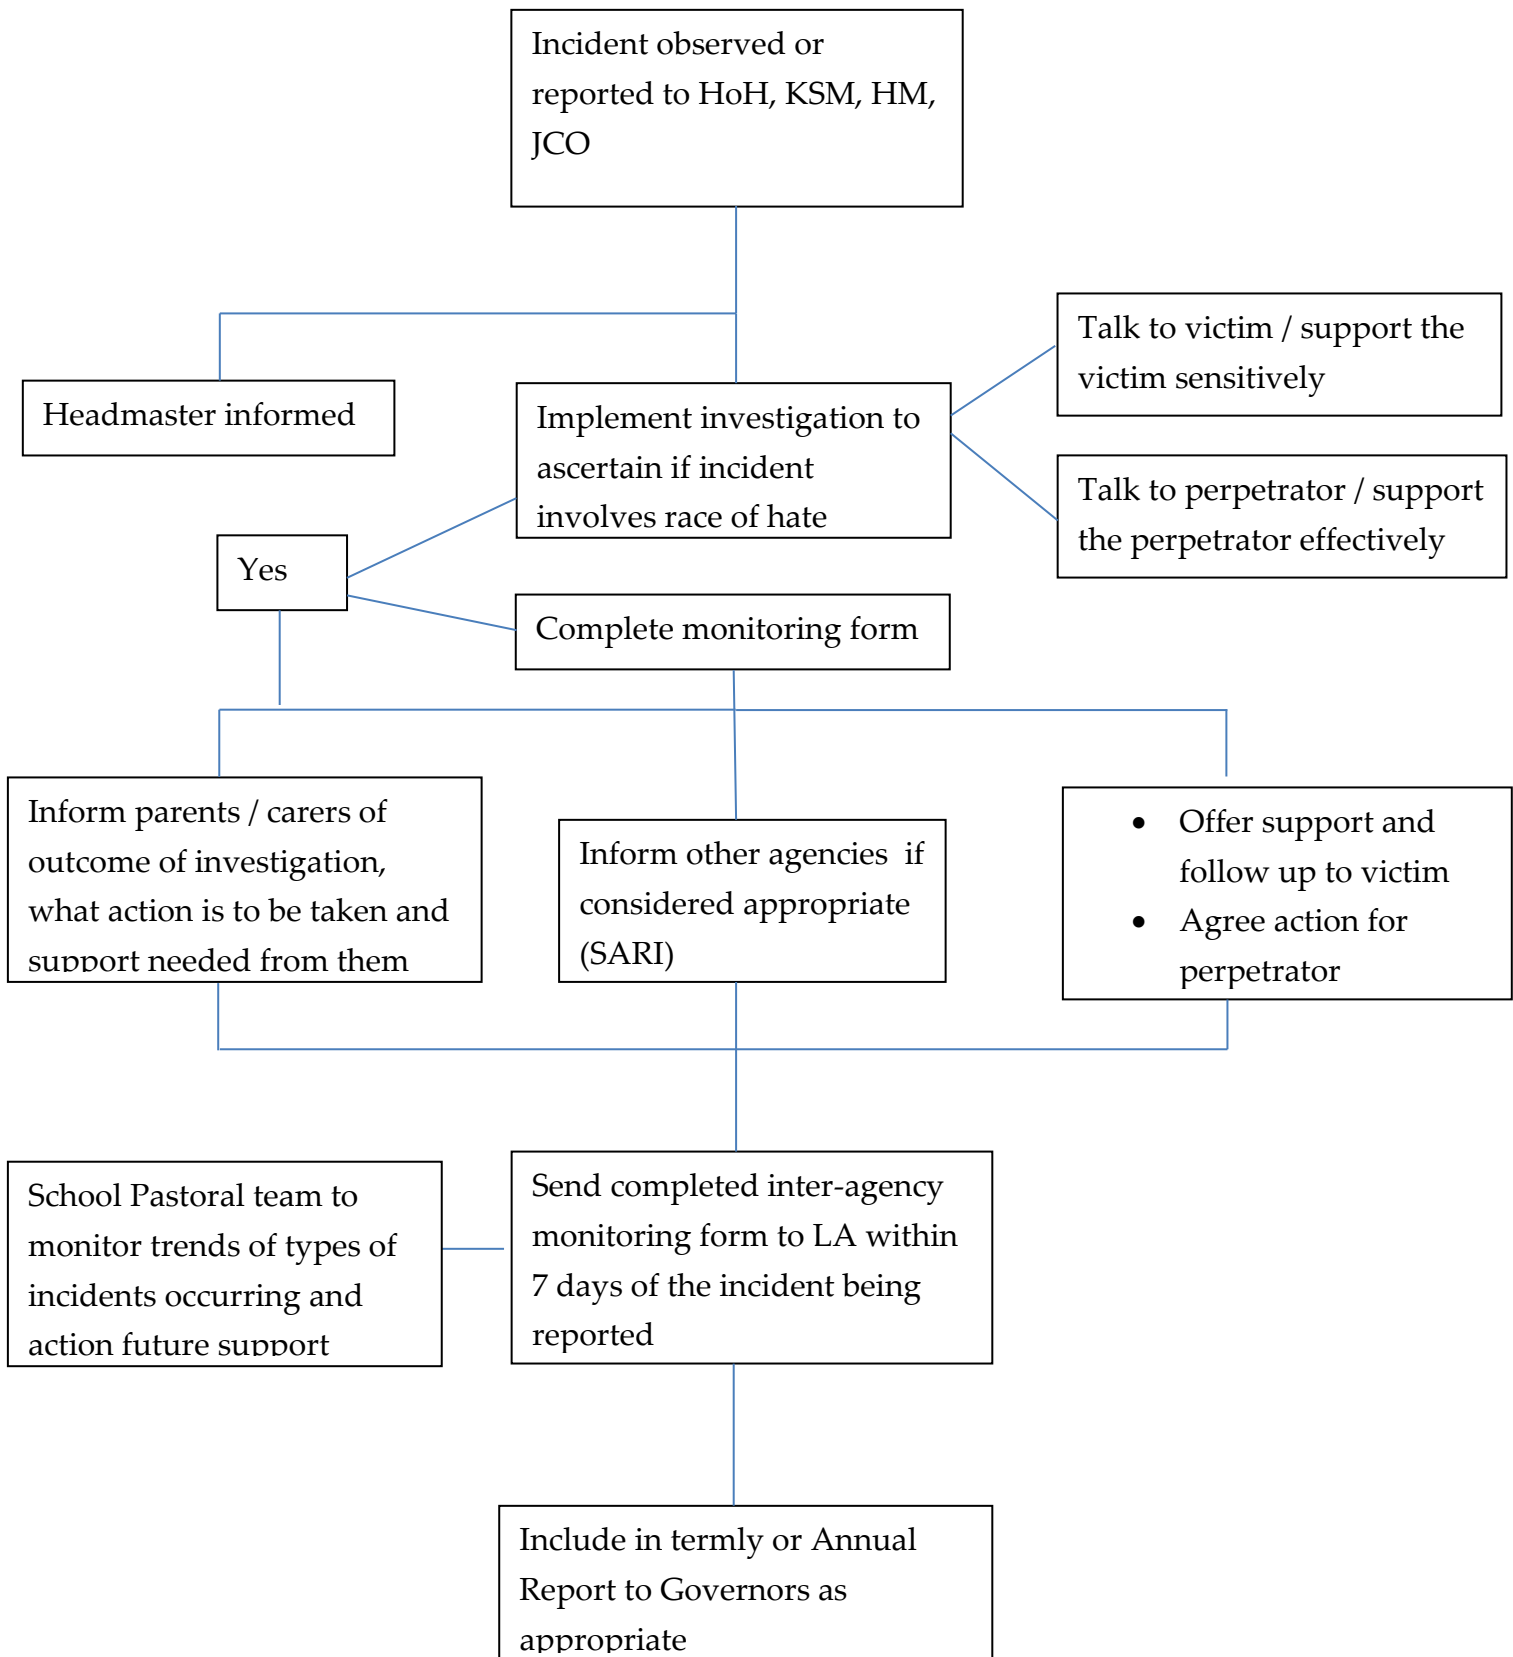 Incident observed or
reported to HoH, KSM, HM,
JCO
Talk to victim / support the
victim sensitively
Headmaster informed
Implement investigation to
ascertain if incident
involves race of hate
Talk to perpetrator / support
the perpetrator effectively
Yes
Complete monitoring form
Inform parents / carers of
outcome of investigation,
what action is to be taken and
support needed from them
Inform other agencies if
considered appropriate
(SARI)
• Offer support and
follow up to victim
• Agree action for
perpetrator
School Pastoral team to
monitor trends of types of
incidents occurring and
action future support
Send completed inter-agency
monitoring form to LA within
7 days of the incident being
reported
Include in termly or Annual
Report to Governors as
appropriate